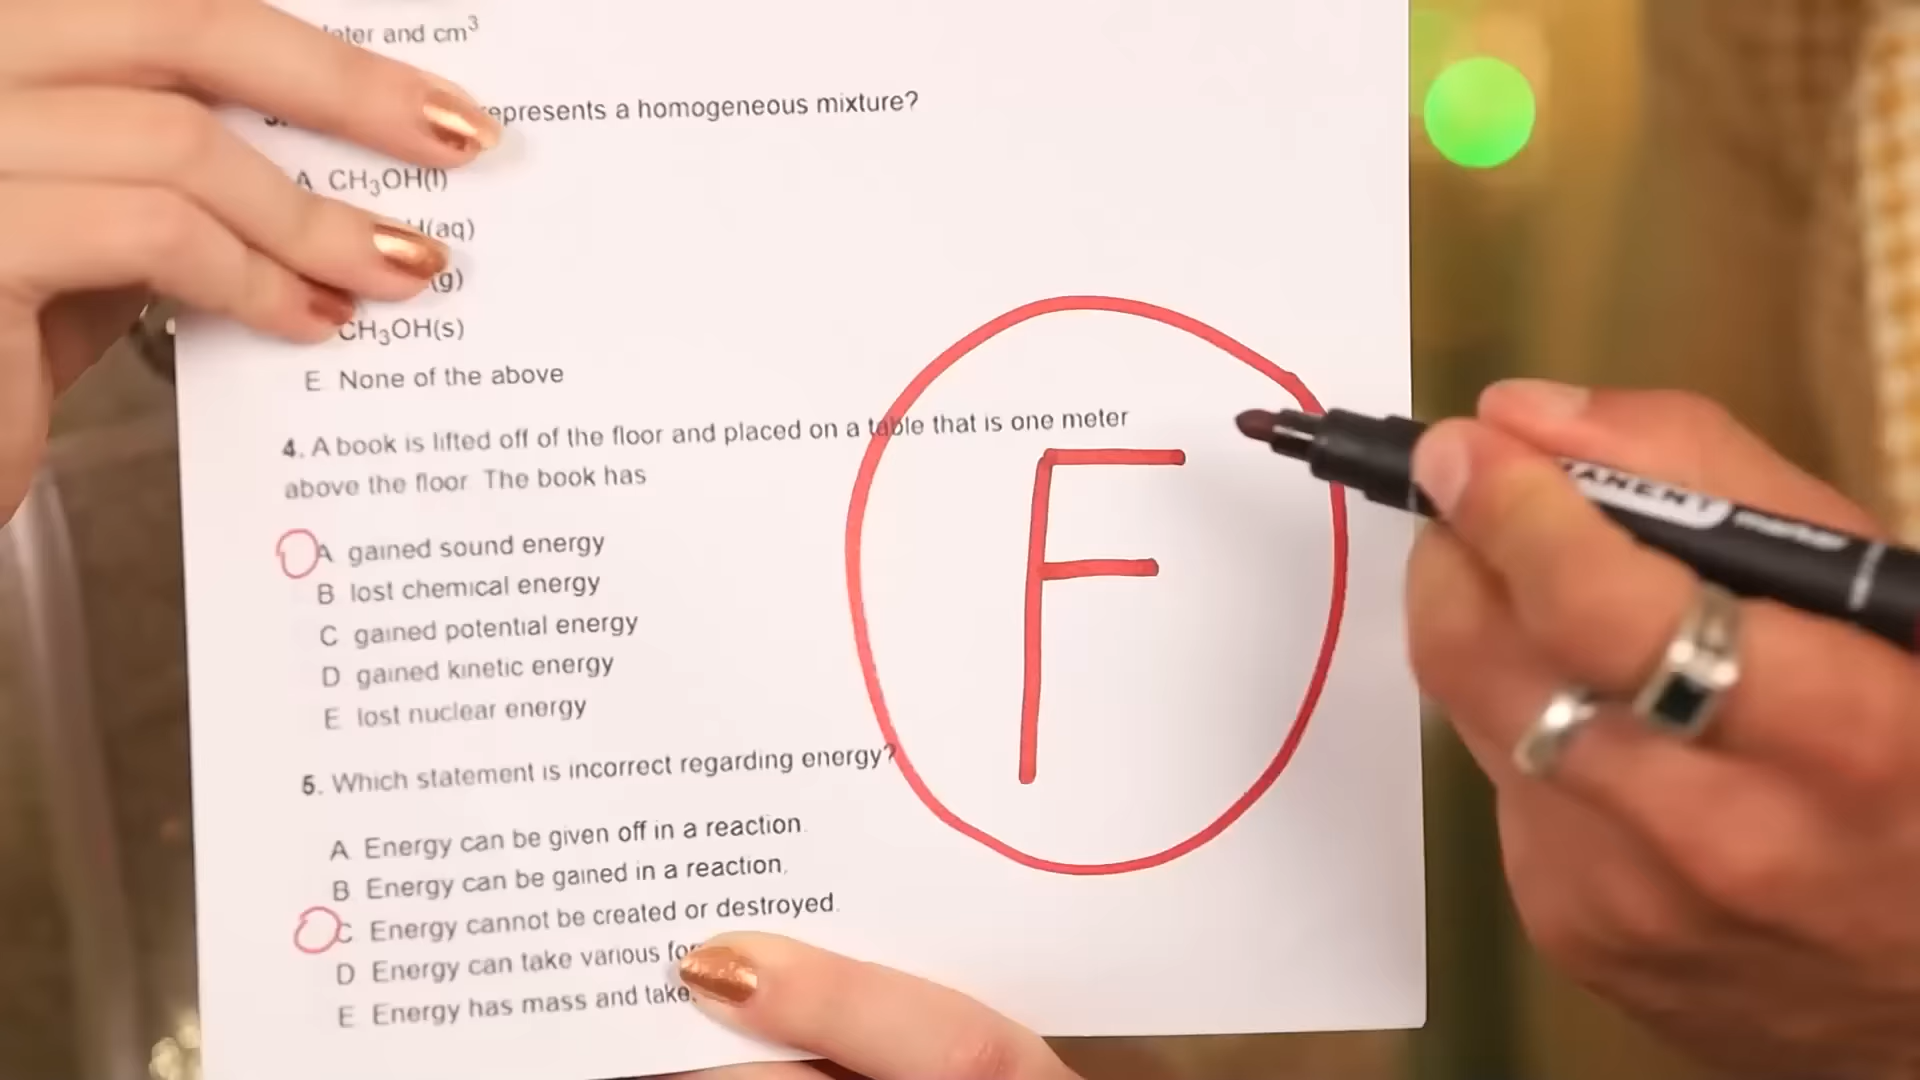 and cm³
represents a homogeneous mixture?
A CH₃OH(l)
(aq)
(g)
CH₃OH(s)
E None of the above
4. A book is lifted off of the floor and placed on a table that is one meter
above the floor. The book has
A gained sound energy
B lost chemical energy
C gained potential energy
D gained kinetic energy
E lost nuclear energy
5. Which statement is incorrect regarding energy?
A Energy can be given off in a reaction.
B Energy can be gained in a reaction.
C Energy cannot be created or destroyed.
D Energy can take various
E Energy has mass and
F
marker